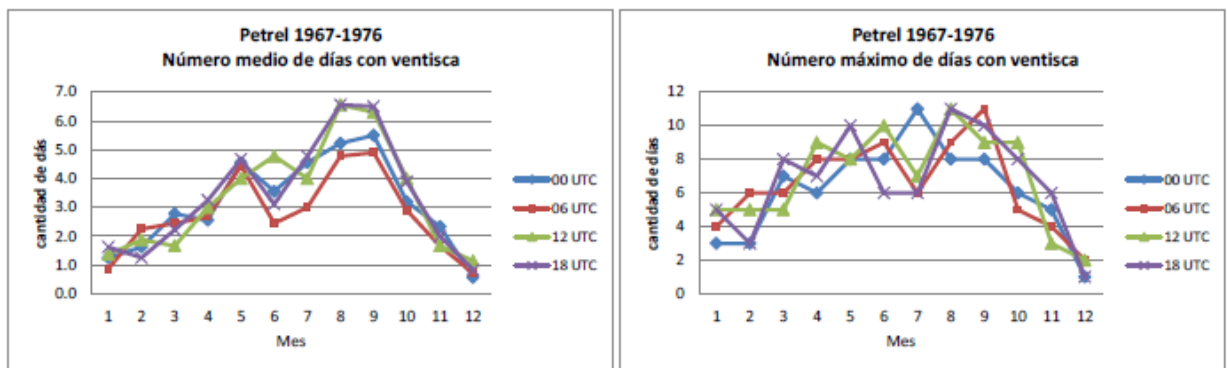 Petrel 1967-1976
Número medio de días con ventisca
cantidad de dás
7.0
6.0
5.0
4.0
3.0
2.0
1.0
0.0
1 2 3 4 5 6 7 8 9 10 11 12
Mes
00 UTC
06 UTC
12 UTC
18 UTC
Petrel 1967-1976
Número máximo de días con ventisca
cantidad de días
12
10
8
6
4
2
0
1 2 3 4 5 6 7 8 9 10 11 12
Mes
00 UTC
06 UTC
12 UTC
18 UTC